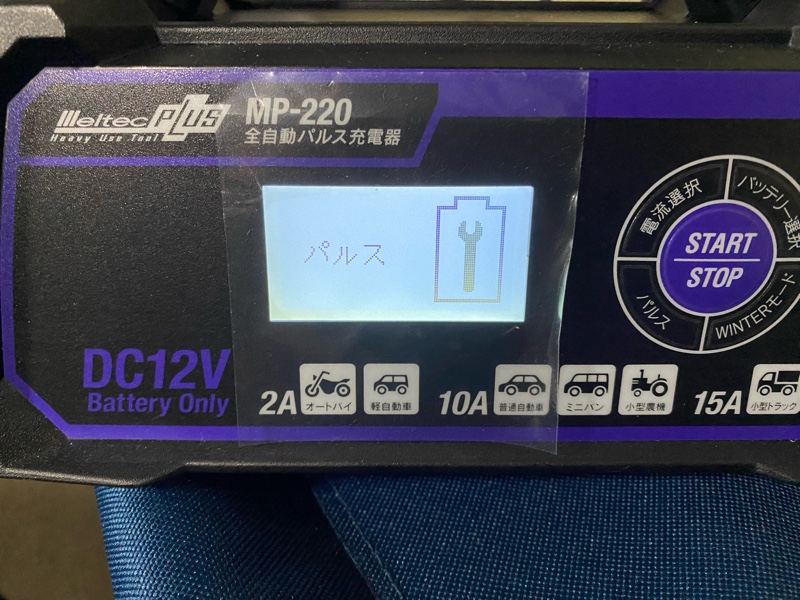 Meltec PLUS
Heavy Use Tool
MP-220
全自動パルス充電器
パルス
電流選択
バッテリー選択
START
STOP
パルス
WINTERモード
DC12V
Battery Only
2A
オートバイ
軽自動車
10A
普通自動車
ミニバン
小型農機
15A
小型トラック